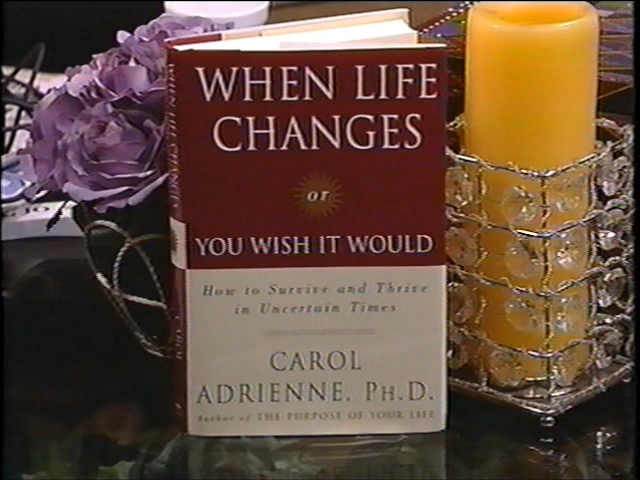 WHEN LIFE
CHANGES
or
YOU WISH IT WOULD
How to Survive and Thrive
in Uncertain Times
CAROL
ADRIENNE, PH.D.
Author of THE PURPOSE OF YOUR LIFE